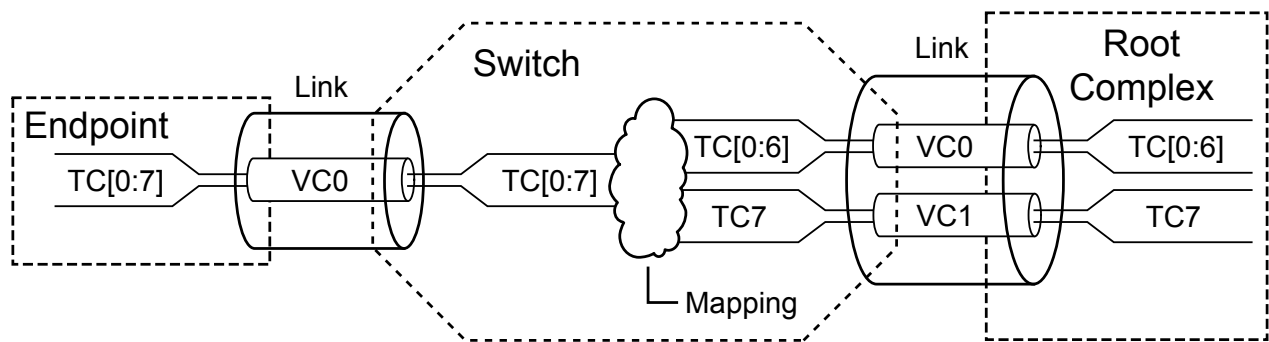 Endpoint
Link
TC[0:7]
VC0
Switch
TC[0:7]
Mapping
Link
TC[0:6]
VC0
TC7
VC1
Root
Complex
TC[0:6]
TC7